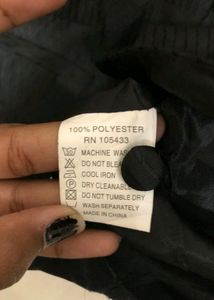 100% POLYESTER
RN 105433
MACHINE WAS
DO NOT BLEA
COOL IRON
DRY CLEANABLE
DO NOT TUMBLE DRY
WASH SEPARATELY
MADE IN CHINA